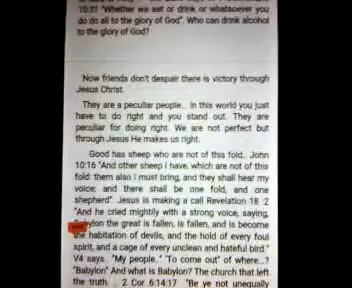 10:31 "Whether we eat or drink or whatsoever you
do do all to the glory of God". Who can drink alcohol
to the glory of God?
Now friends don't despair there is victory through
Jesus Christ.
They are a peculiar people... In this world you just
have to do right and you stand out. They are
peculiar for doing right. We are not perfect but
through Jesus He makes us right.
Good has sheep who are not of this fold.. John
10:16 "And other sheep I have, which are not of this
fold: them also I must bring, and they shall hear my
voice; and there shall be one fold, and one
shepherd". Jesus is making a call Revelation 18 :2
"And he cried mightily with a strong voice, saying,
Babylon the great is fallen, is fallen, and is become
the habitation of devils, and the hold of every foul
spirit, and a cage of every unclean and hateful bird."
V4 says.. "My people.." "To come out" of where...?
"Babylon" And what is Babylon? The church that left
the truth. .. 2 Cor 6:14,17 "Be ye not unequally